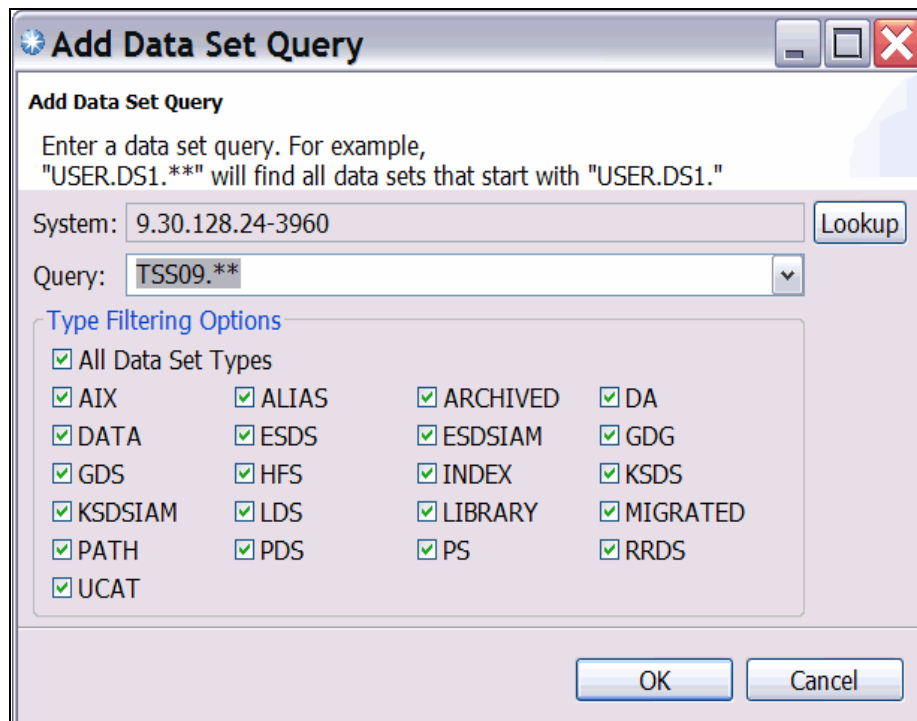 Add Data Set Query
Add Data Set Query
Enter a data set query. For example,
"USER.DS1.**" will find all data sets that start with "USER.DS1."
System: 9.30.128.24-3960 Lookup
Query: TSS09.**
Type Filtering Options
All Data Set Types
AIX ALIAS ARCHIVED DA
DATA ESDS ESDSIAM GDG
GDS HFS INDEX KSDS
KSDSIAM LDS LIBRARY MIGRATED
PATH PDS PS RRDS
UCAT
OK Cancel